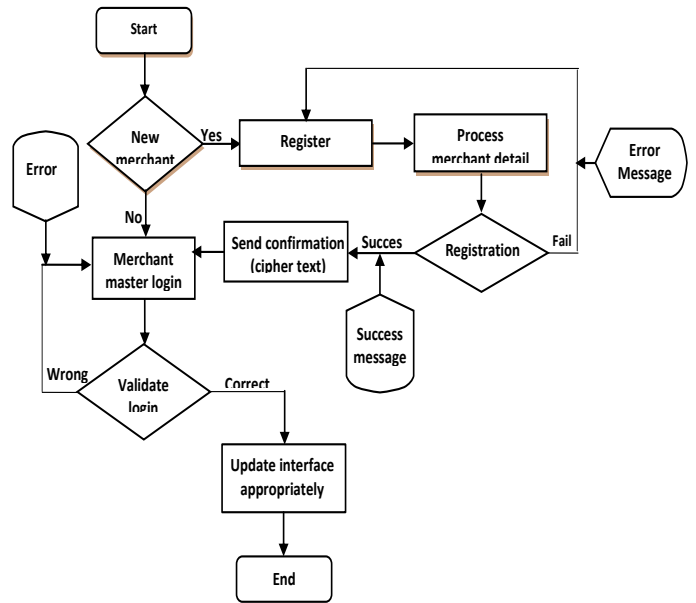 Start
New
merchant
Yes
Register
Process
merchant detail
Error
Message
Error
No
Merchant
master login
Send confirmation
(cipher text)
Succes
Registration
Fail
Success
message
Wrong
Validate
login
Correct
Update interface
appropriately
End